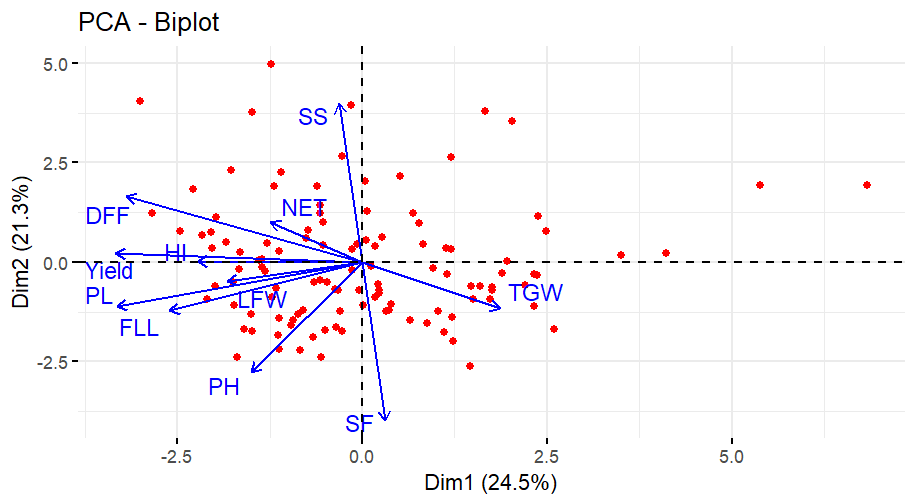 PCA - Biplot
5.0
SS
2.5
NET
DFF
HI
0.0
Yield
TGW
PL
LFW
FLL
-2.5
PH
SF
-2.5
0.0
2.5
5.0
Dim1 (24.5%)
Dim2 (21.3%)